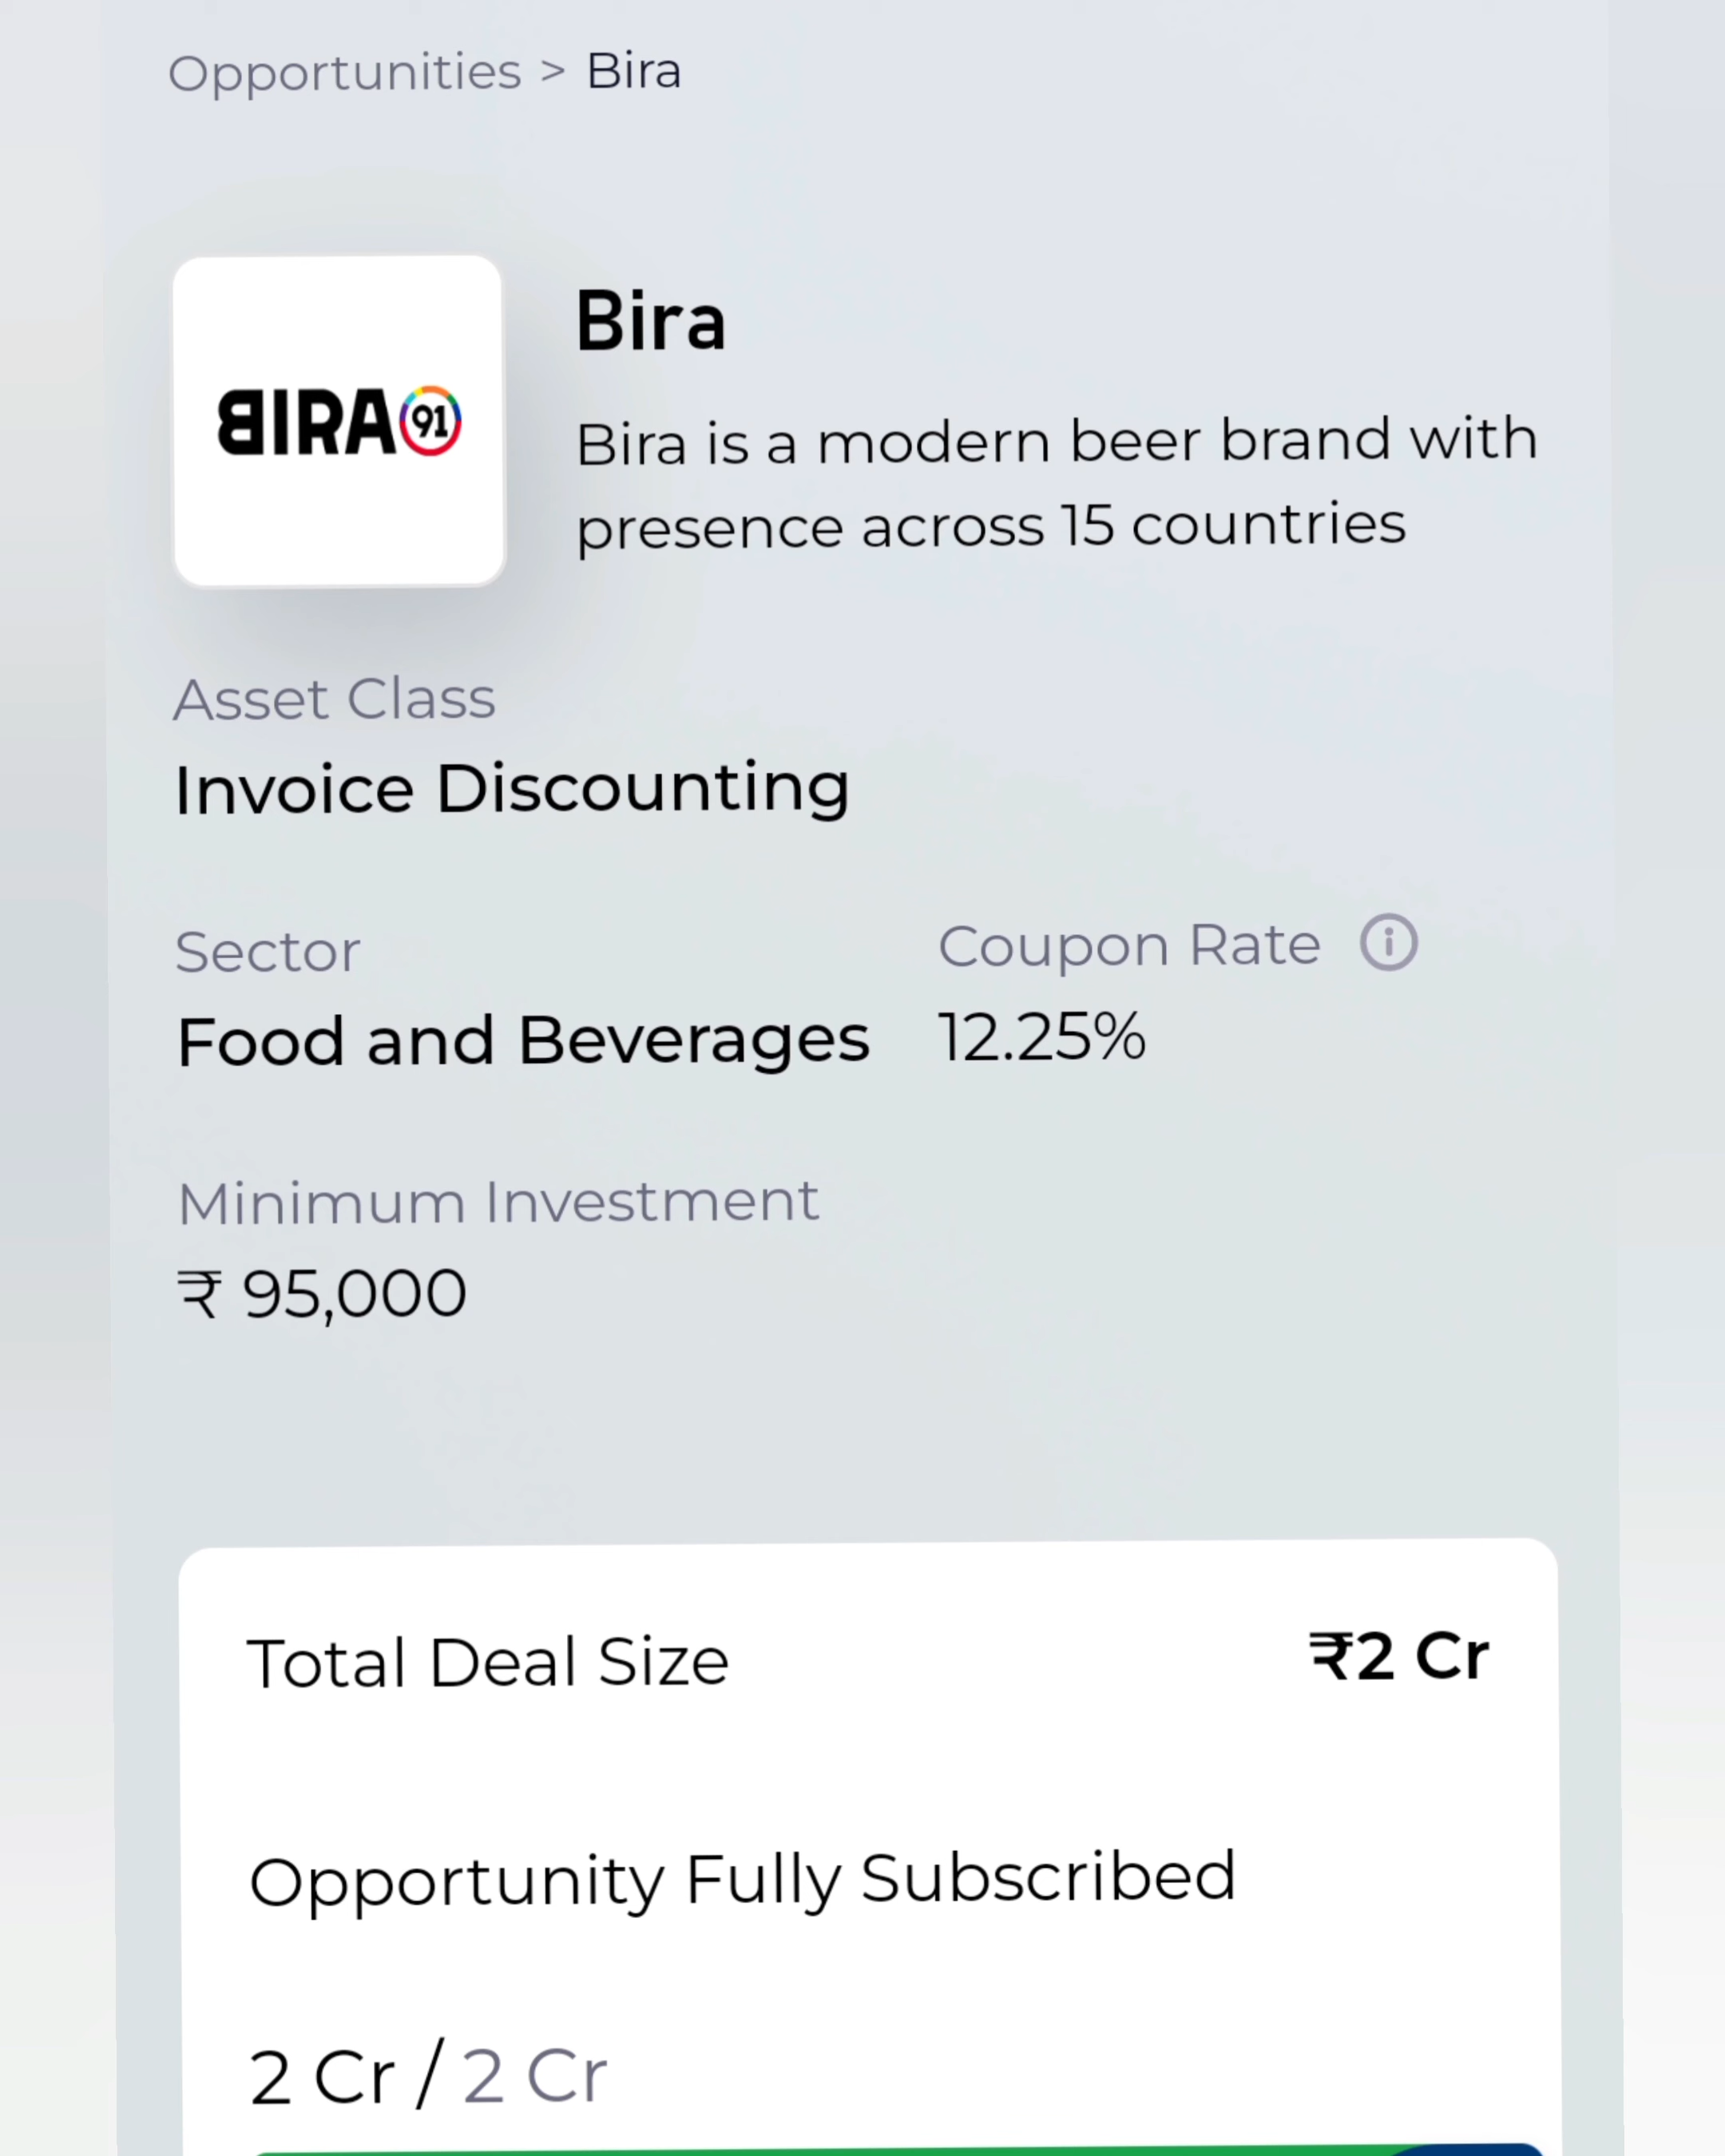 Opportunities > Bira
BIRA 91
Bira
Bira is a modern beer brand with
presence across 15 countries
Asset Class
Invoice Discounting
Sector
Coupon Rate
Food and Beverages
12.25%
Minimum Investment
₹ 95,000
Total Deal Size
₹2 Cr
Opportunity Fully Subscribed
2 Cr / 2 Cr